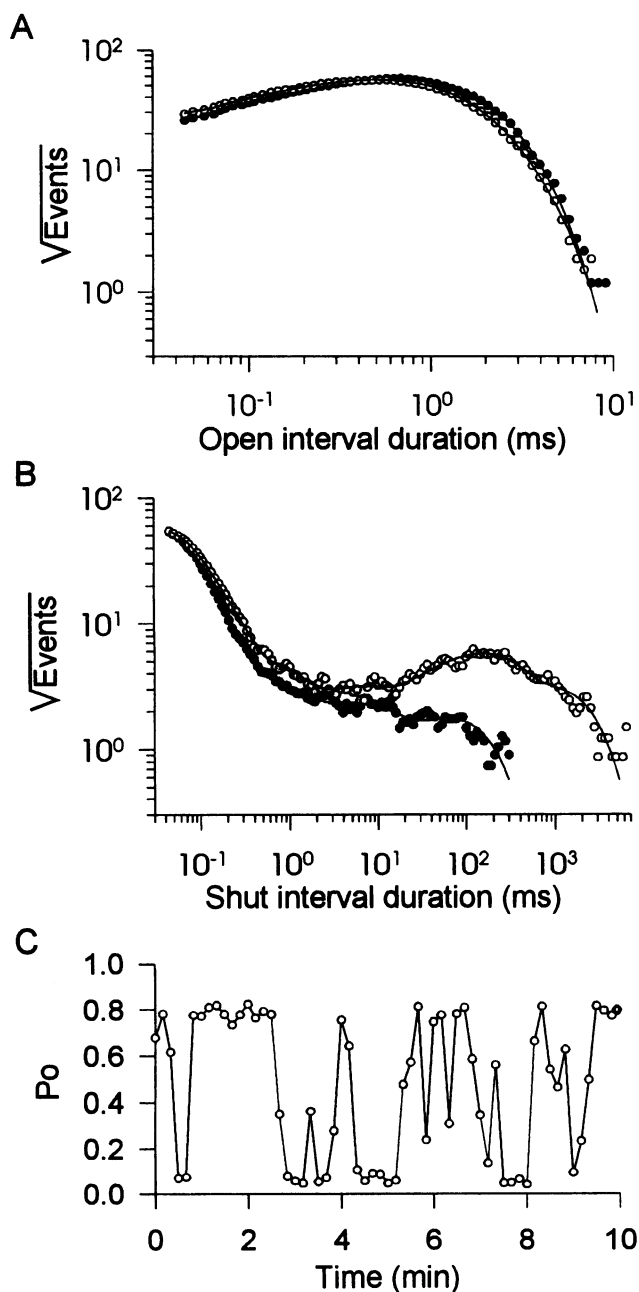 A
10²
10¹
10⁰
√Events
10⁻¹ 10⁰ 10¹
Open interval duration (ms)
B
10²
10¹
10⁰
√Events
10⁻¹ 10⁰ 10¹ 10² 10³
Shut interval duration (ms)
C
1.0
0.8
0.6
0.4
0.2
0.0
Po
0 2 4 6 8 10
Time (min)